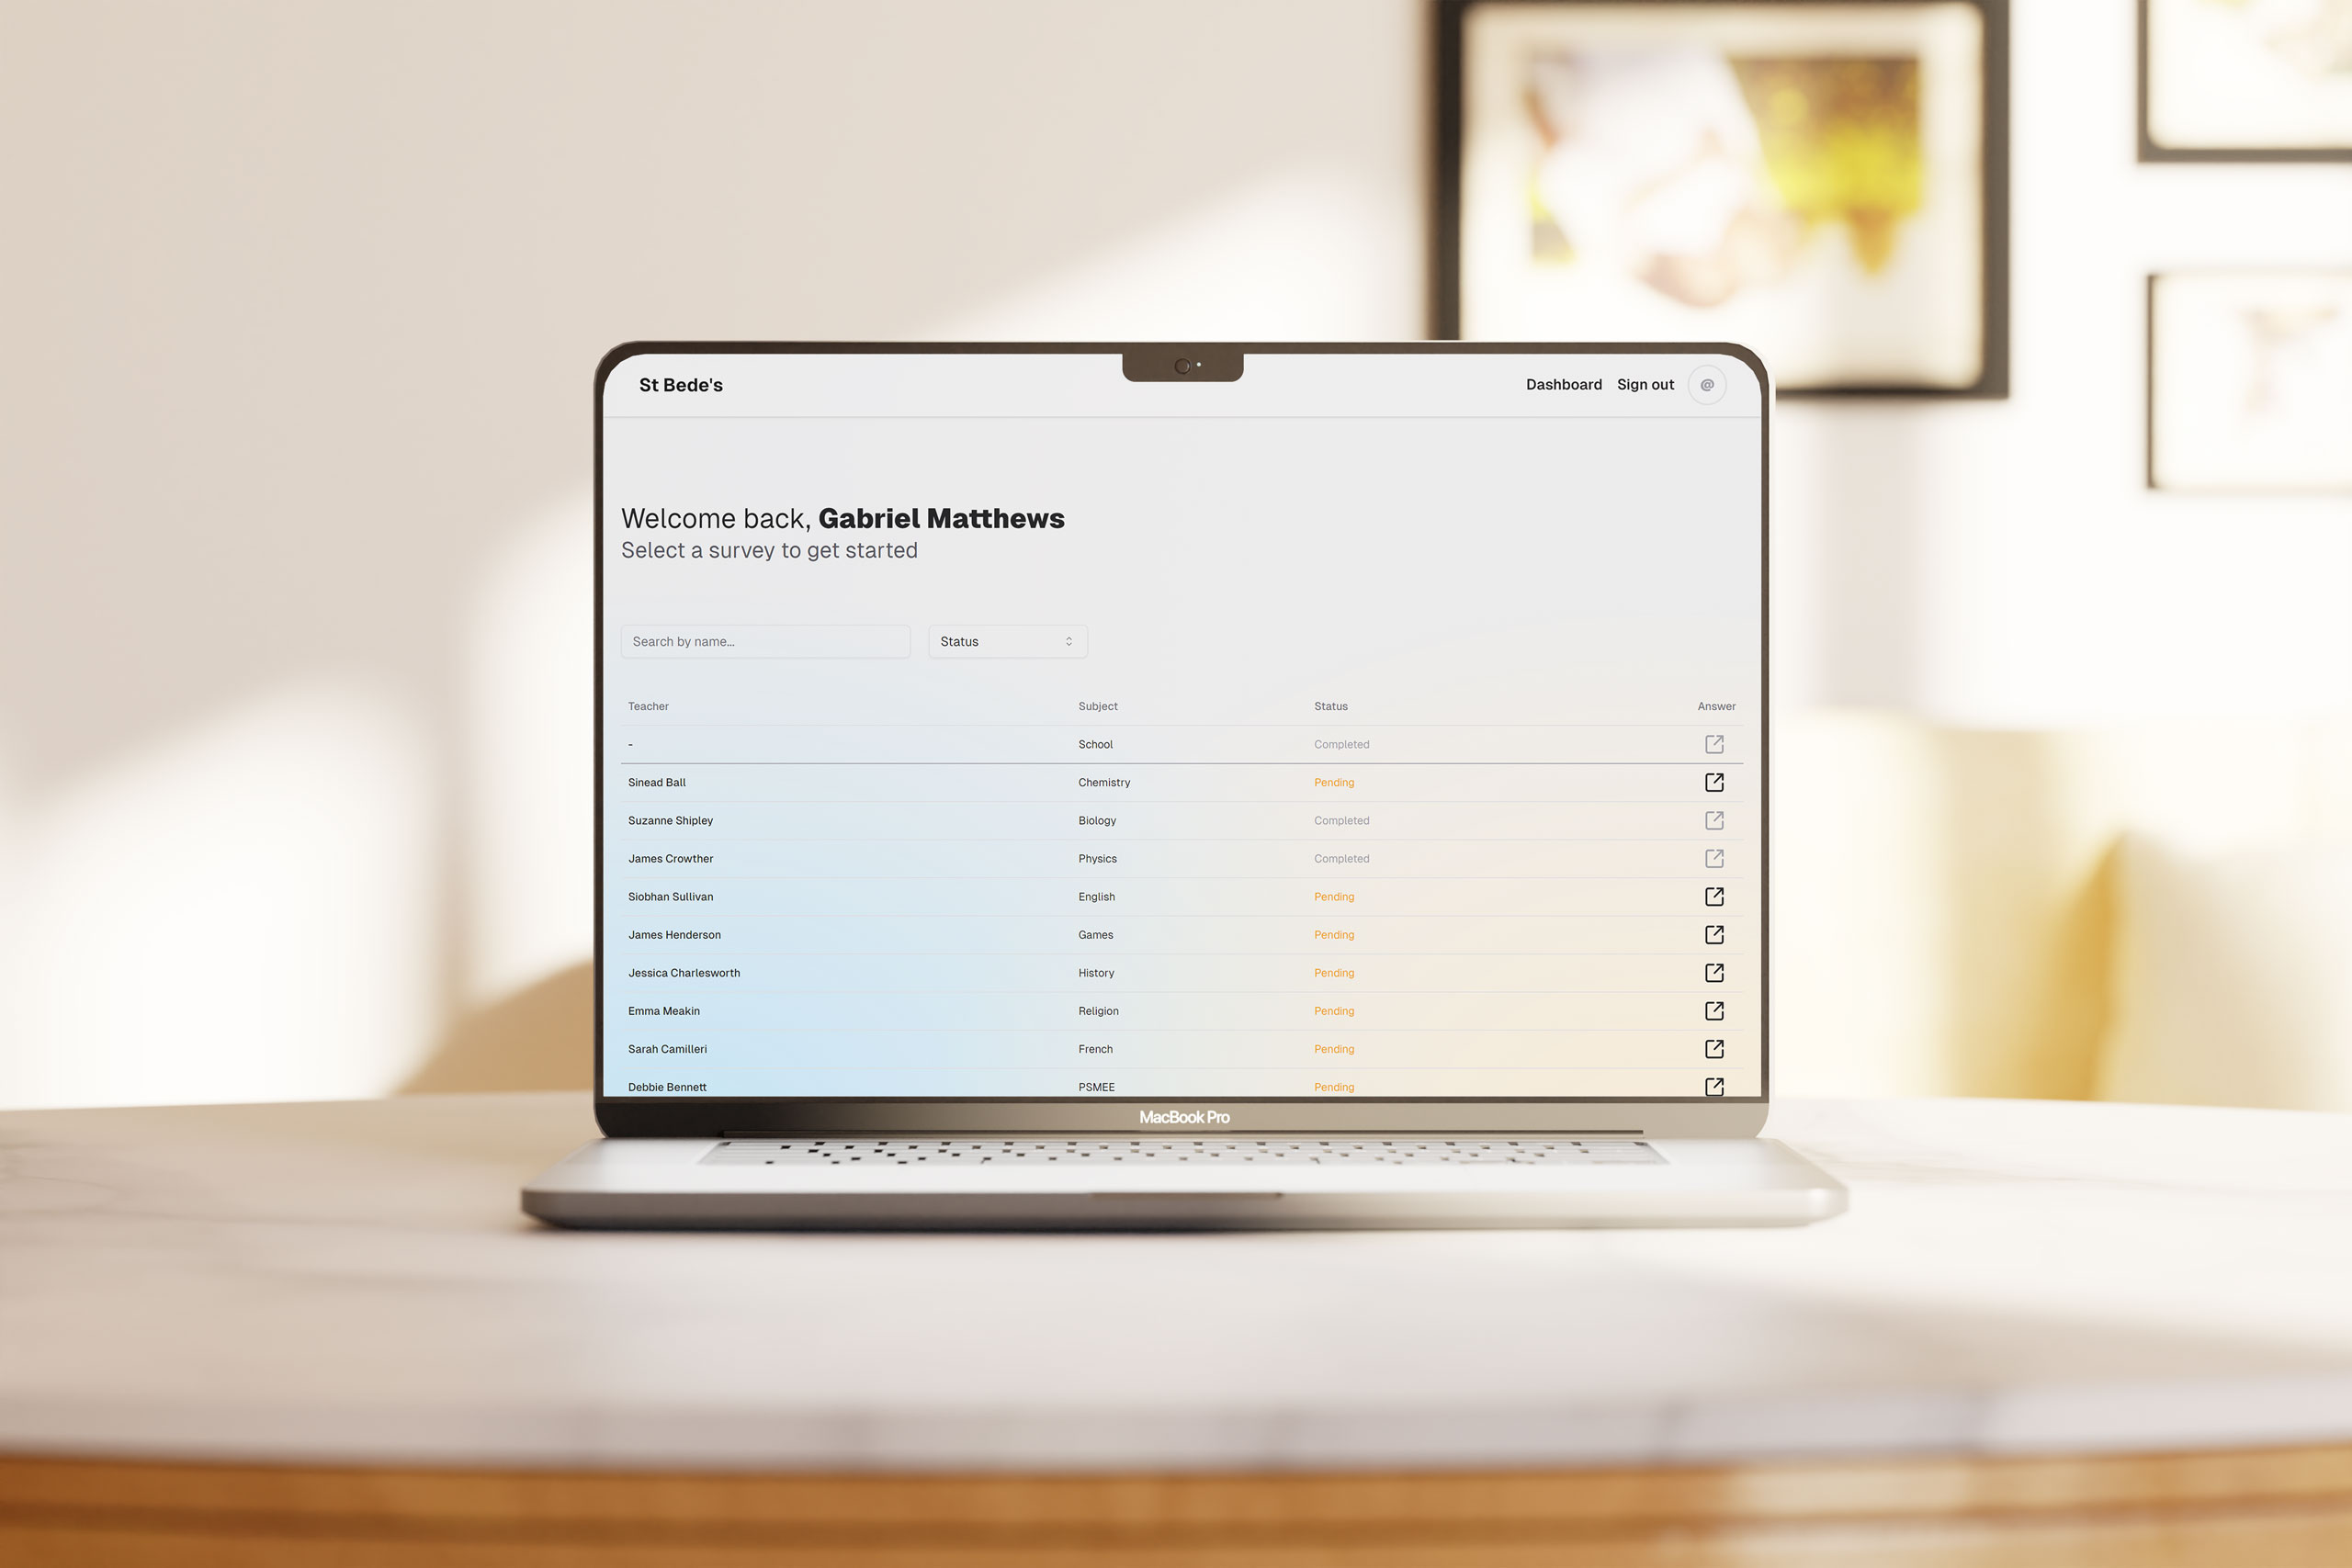 St Bede's
Dashboard Sign out @
Welcome back, Gabriel Matthews
Select a survey to get started
Search by name...
Status
Teacher Subject Status Answer
- School Completed
Sinead Ball Chemistry Pending
Suzanne Shipley Biology Completed
James Crowther Physics Completed
Siobhan Sullivan English Pending
James Henderson Games Pending
Jessica Charlesworth History Pending
Emma Meakin Religion Pending
Sarah Camilleri French Pending
Debbie Bennett PSMEE Pending
MacBook Pro